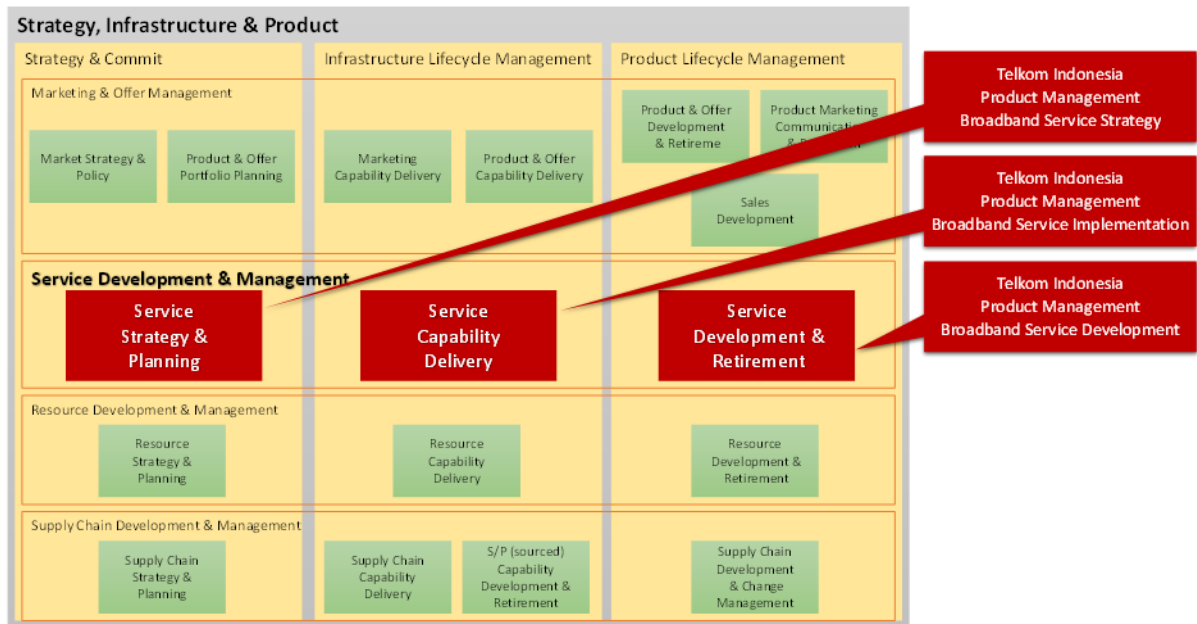 Strategy, Infrastructure & Product
Strategy & Commit
Infrastructure Lifecycle Management
Product Lifecycle Management
Marketing & Offer Management
Market Strategy &
Policy
Product & Offer
Portfolio Planning
Marketing
Capability Delivery
Product & Offer
Capability Delivery
Product & Offer
Development
& Retireme
Product Marketing
Communication
&
Sales
Development
Telkom Indonesia
Product Management
Broadband Service Strategy
Telkom Indonesia
Product Management
Broadband Service Implementation
Telkom Indonesia
Product Management
Broadband Service Development
Service Development & Management
Service
Strategy &
Planning
Service
Capability
Delivery
Service
Development &
Retirement
Resource Development & Management
Resource
Strategy &
Planning
Resource
Capability
Delivery
Resource
Development &
Retirement
Supply Chain Development & Management
Supply Chain
Strategy &
Planning
Supply Chain
Capability
Delivery
S/P (sourced)
Capability
Development &
Retirement
Supply Chain
Development
& Change
Management